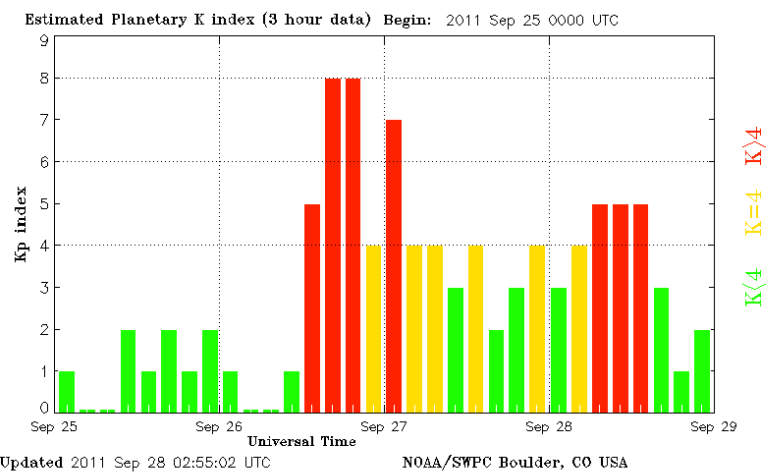 Estimated Planetary K index (3 hour data) Begin: 2011 Sep 25 0000 UTC
9
8
7
6
5
4
3
2
1
0
Kp index
K>4
K=4
K<4
Sep 25 Sep 26 Sep 27 Sep 28 Sep 29
Universal Time
Updated 2011 Sep 28 02:55:02 UTC NOAA/SWPC Boulder, CO USA